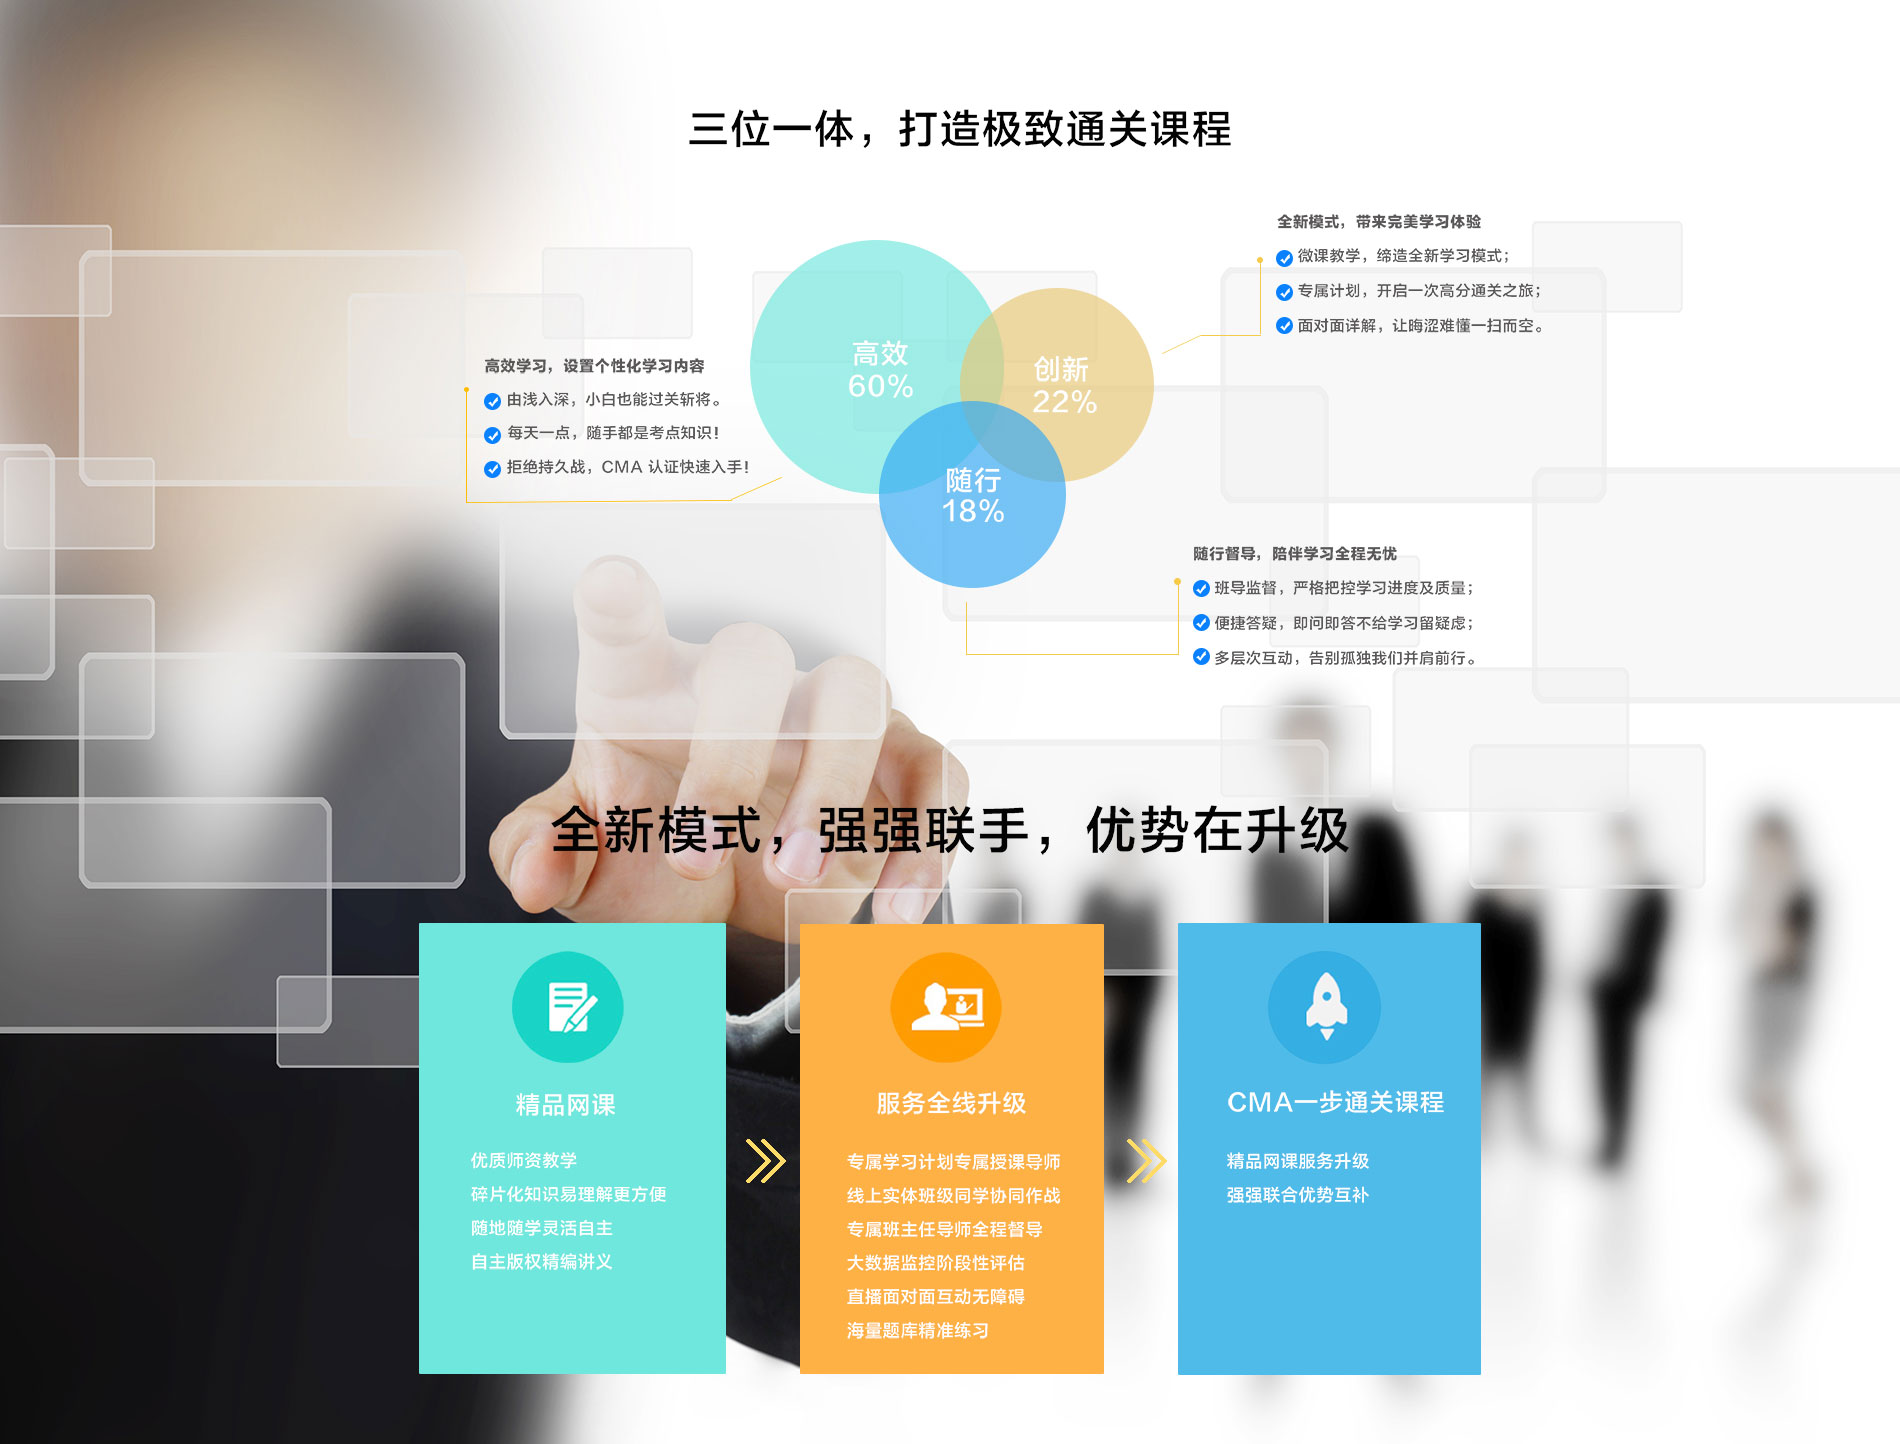 三位一体，打造极致通关课程
全新模式，带来完美学习体验
微课教学，缔造全新学习模式；
专属计划，开启一次高分通关之旅；
面对面详解，让晦涩难懂一扫而空。
高效
60%
创新
22%
随行
18%
高效学习，设置个性化学习内容
由浅入深，小白也能过关斩将。
每天一点，随手都是考点知识！
拒绝持久战，CMA 认证快速入手！
随行督导，陪伴学习全程无忧
班导监督，严格把控学习进度及质量；
便捷答疑，即问即答不给学习留疑虑；
多层次互动，告别孤独我们并肩前行。
全新模式，强强联手，优势在升级
精品网课
优质师资教学
碎片化知识易理解更方便
随地随学灵活自主
自主版权精编讲义
服务全线升级
专属学习计划专属授课导师
线上实体班级同学协同作战
专属班主任导师全程督导
大数据监控阶段性评估
直播面对面互动无障碍
海量题库精准练习
CMA一步通关课程
精品网课服务升级
强强联合优势互补